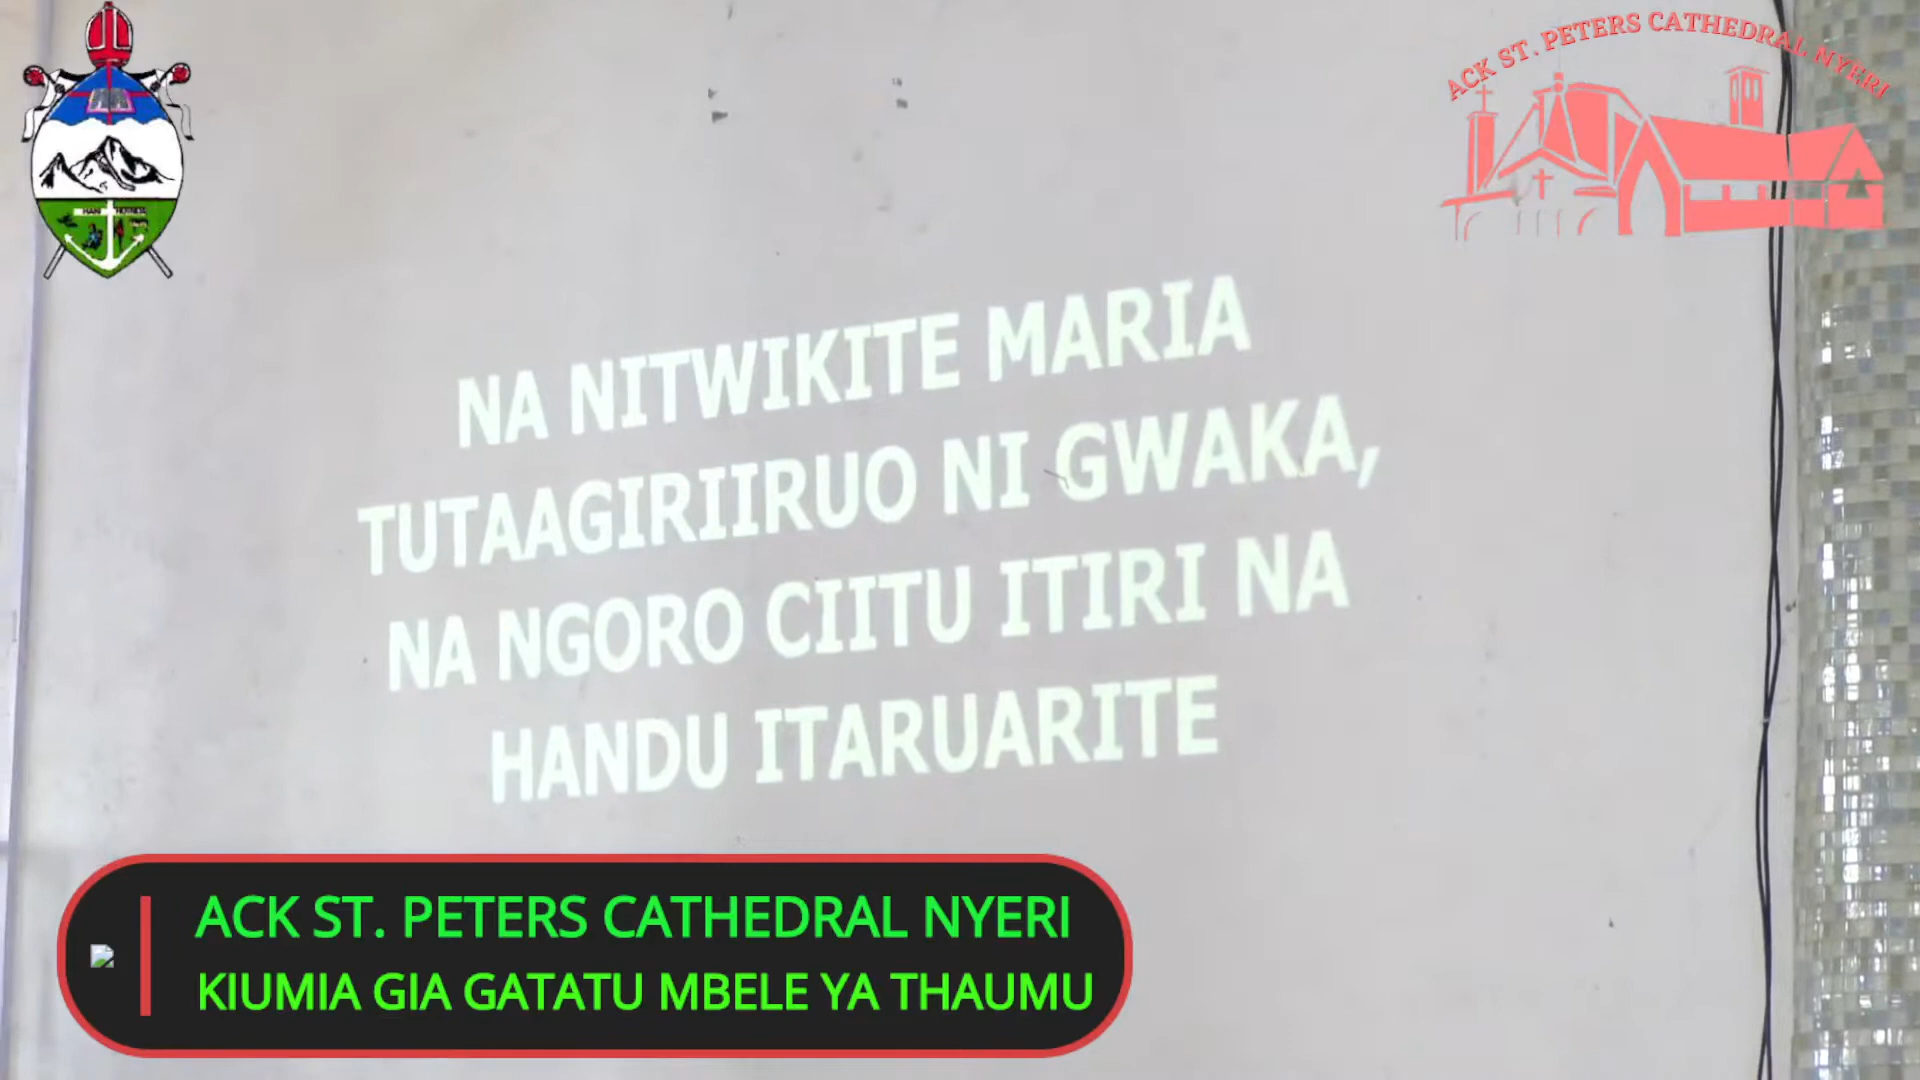 ACK ST. PETERS CATHEDRAL NYERI
NA NITWIKITE MARIA
TUTAAGIRIIRUO NI GWAKA,
NA NGORO CIITU ITIRI NA
HANDU ITARUARITE
ACK ST. PETERS CATHEDRAL NYERI
KIUMIA GIA GATATU MBELE YA THAUMU